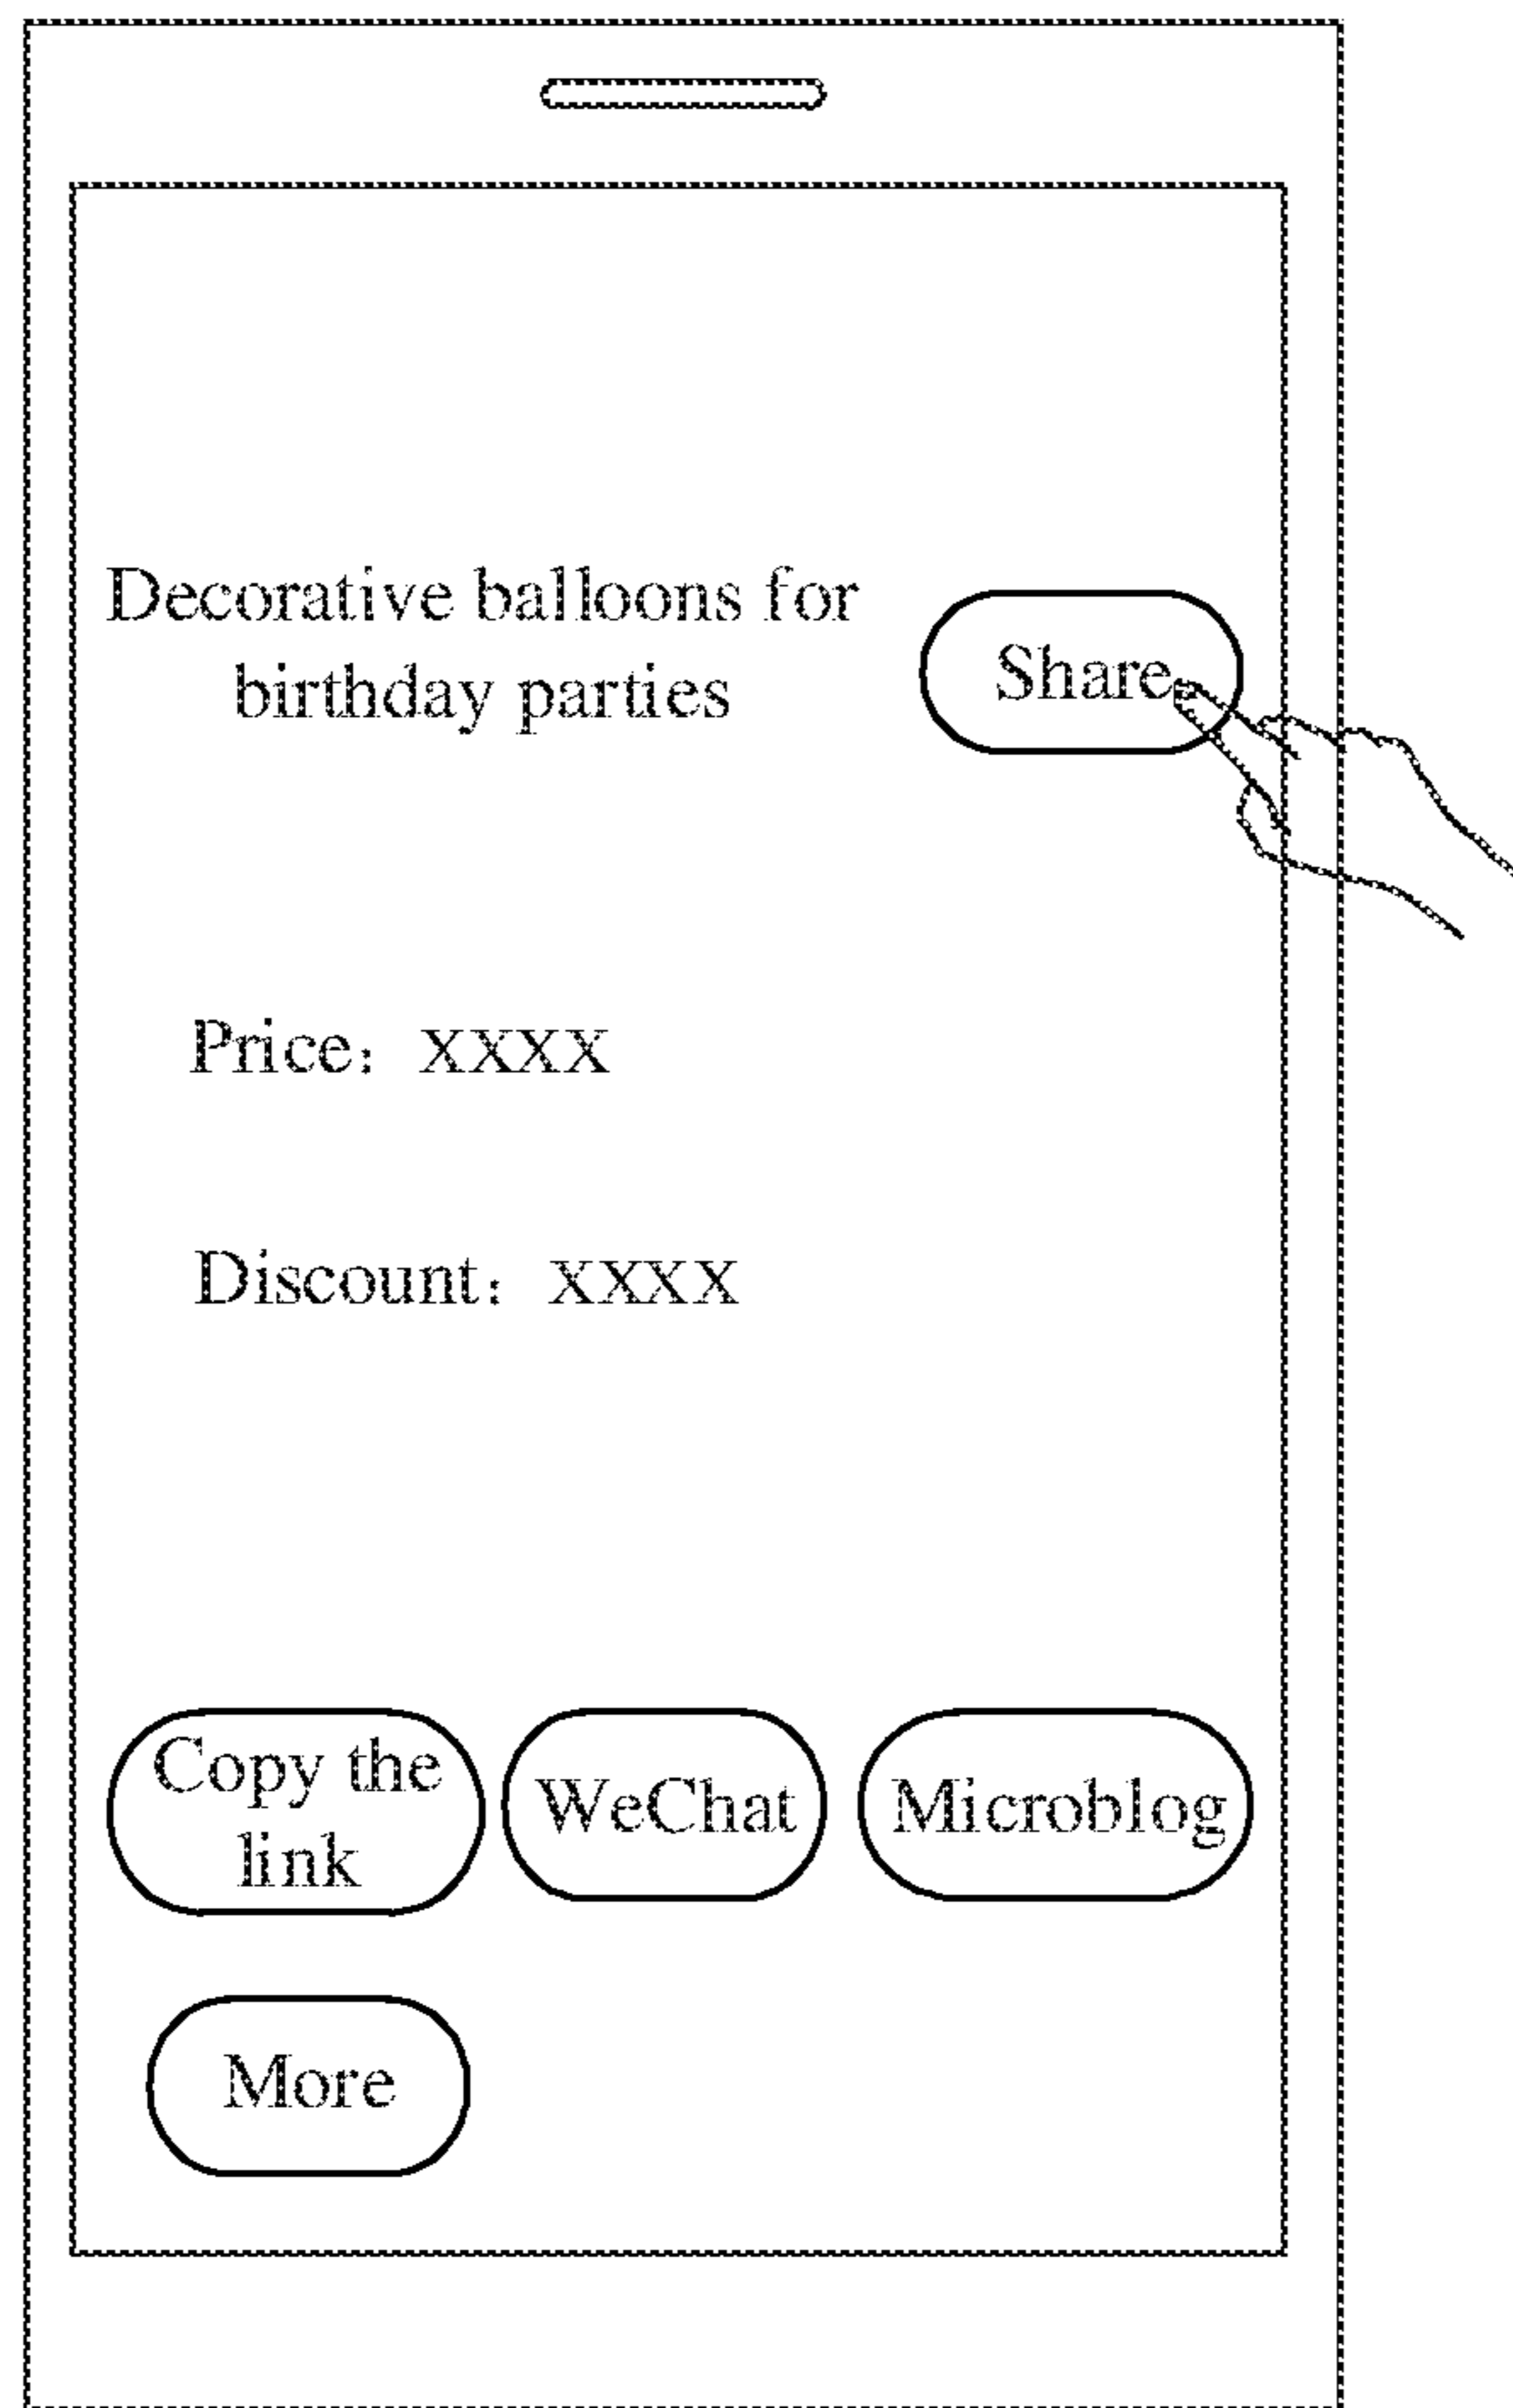 Decorative balloons for
birthday parties
Share
Price: XXXX
Discount: XXXX
Copy the
link
WeChat
Microblog
More